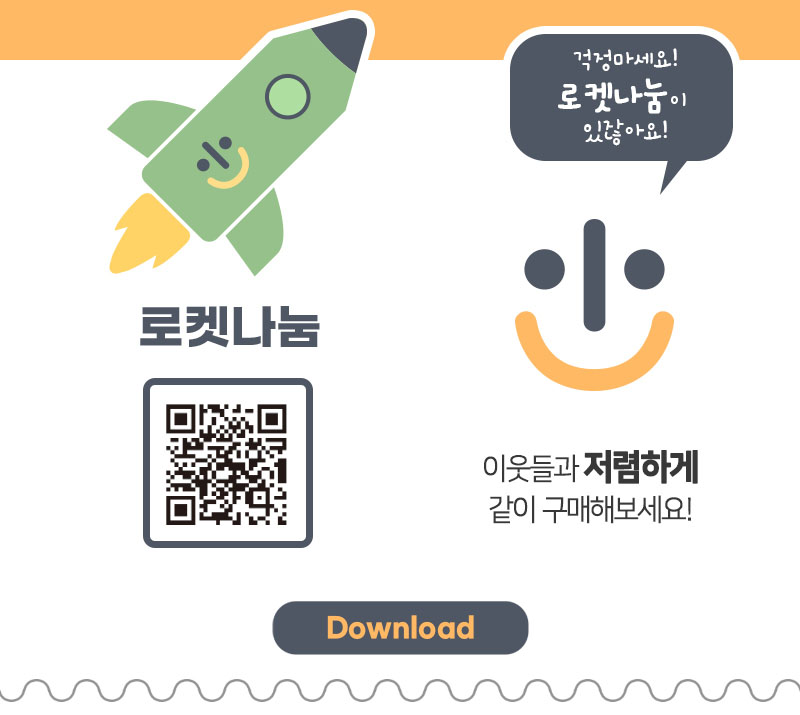 걱정마세요!
로켓나눔이
있잖아요!
로켓나눔
이웃들과 저렴하게
같이 구매해보세요!
Download